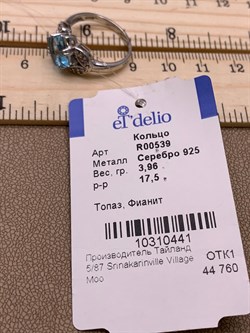 el'delio
Кольцо
Арт R00539
Металл Серебро 925
Вес, гр. 3,96
р-р 17,5
Топаз, Фианит
10310441
Производитель Тайланд
5/87 Srinakarinville Village
Moo
ОТК1
44 760